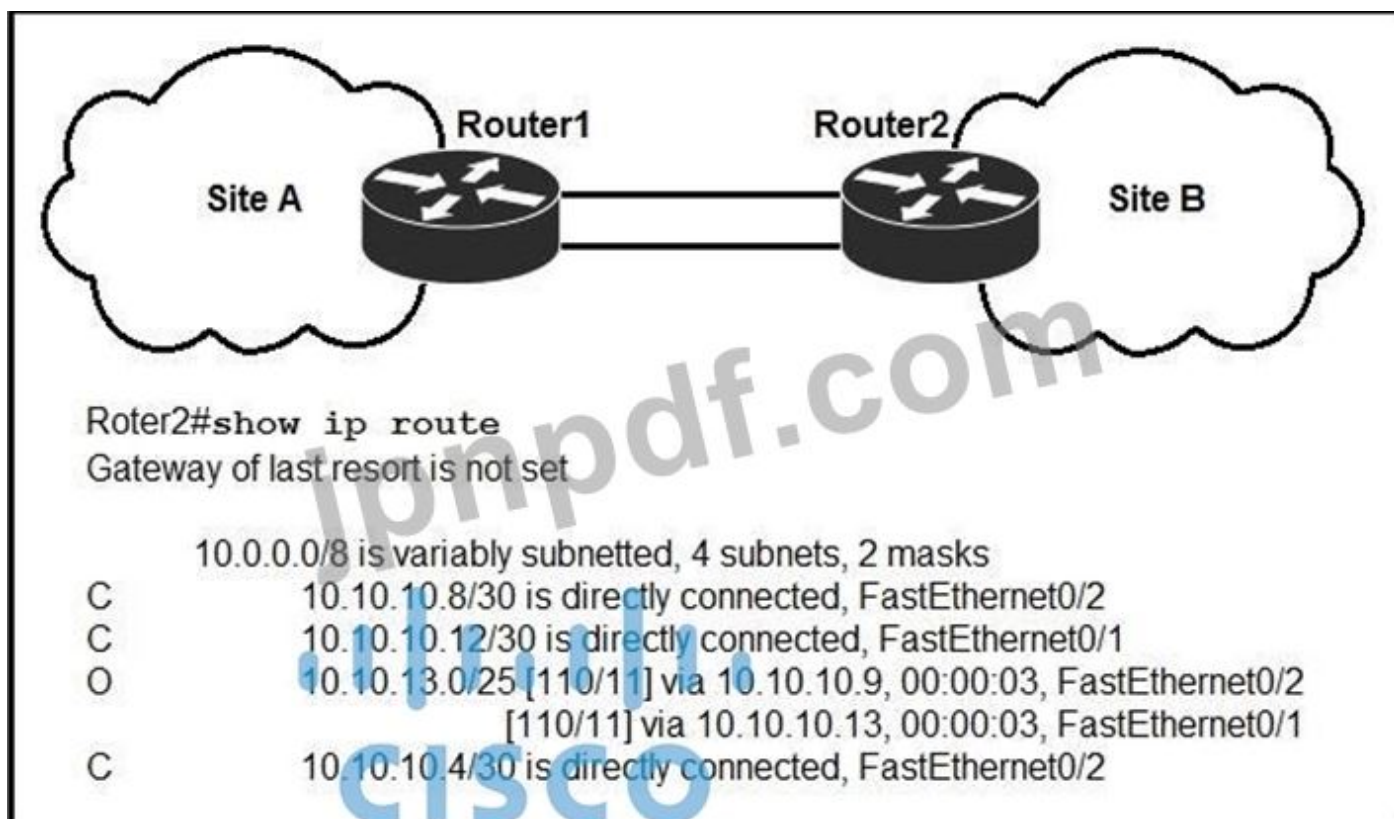 Router1
Router2
Site A
Site B
Roter2#show ip route
Gateway of last resort is not set
10.0.0.0/8 is variably subnetted, 4 subnets, 2 masks
C 10.10.10.8/30 is directly connected, FastEthernet0/2
C 10.10.10.12/30 is directly connected, FastEthernet0/1
O 10.10.13.0/25 [110/11] via 10.10.10.9, 00:00:03, FastEthernet0/2
[110/11] via 10.10.10.13, 00:00:03, FastEthernet0/1
C 10.10.10.4/30 is directly connected, FastEthernet0/2
jpnpdf.com
CISCO